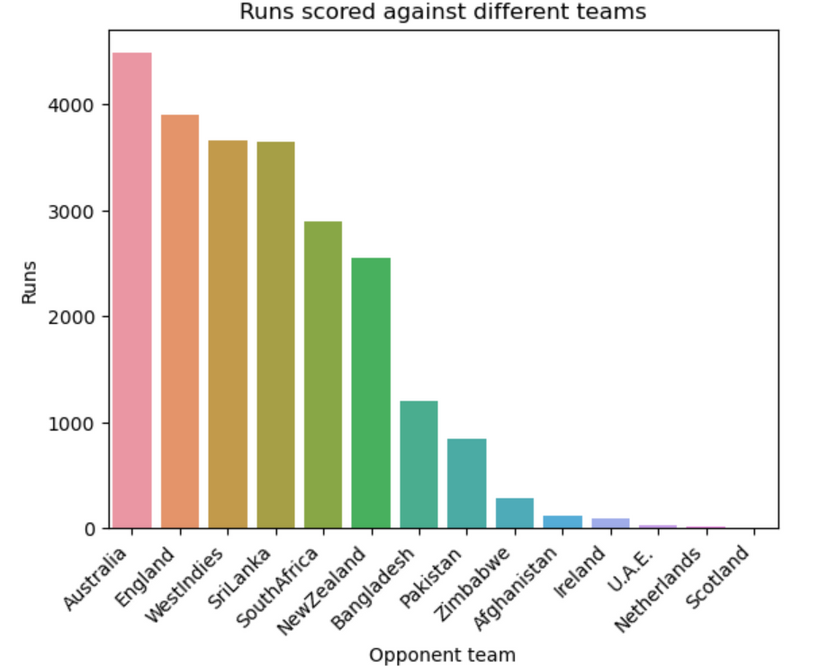 Runs scored against different teams
4000
3000
2000
1000
0
Runs
Australia
England
WestIndies
SriLanka
SouthAfrica
NewZealand
Bangladesh
Pakistan
Zimbabwe
Afghanistan
Ireland
U.A.E.
Netherlands
Scotland
Opponent team